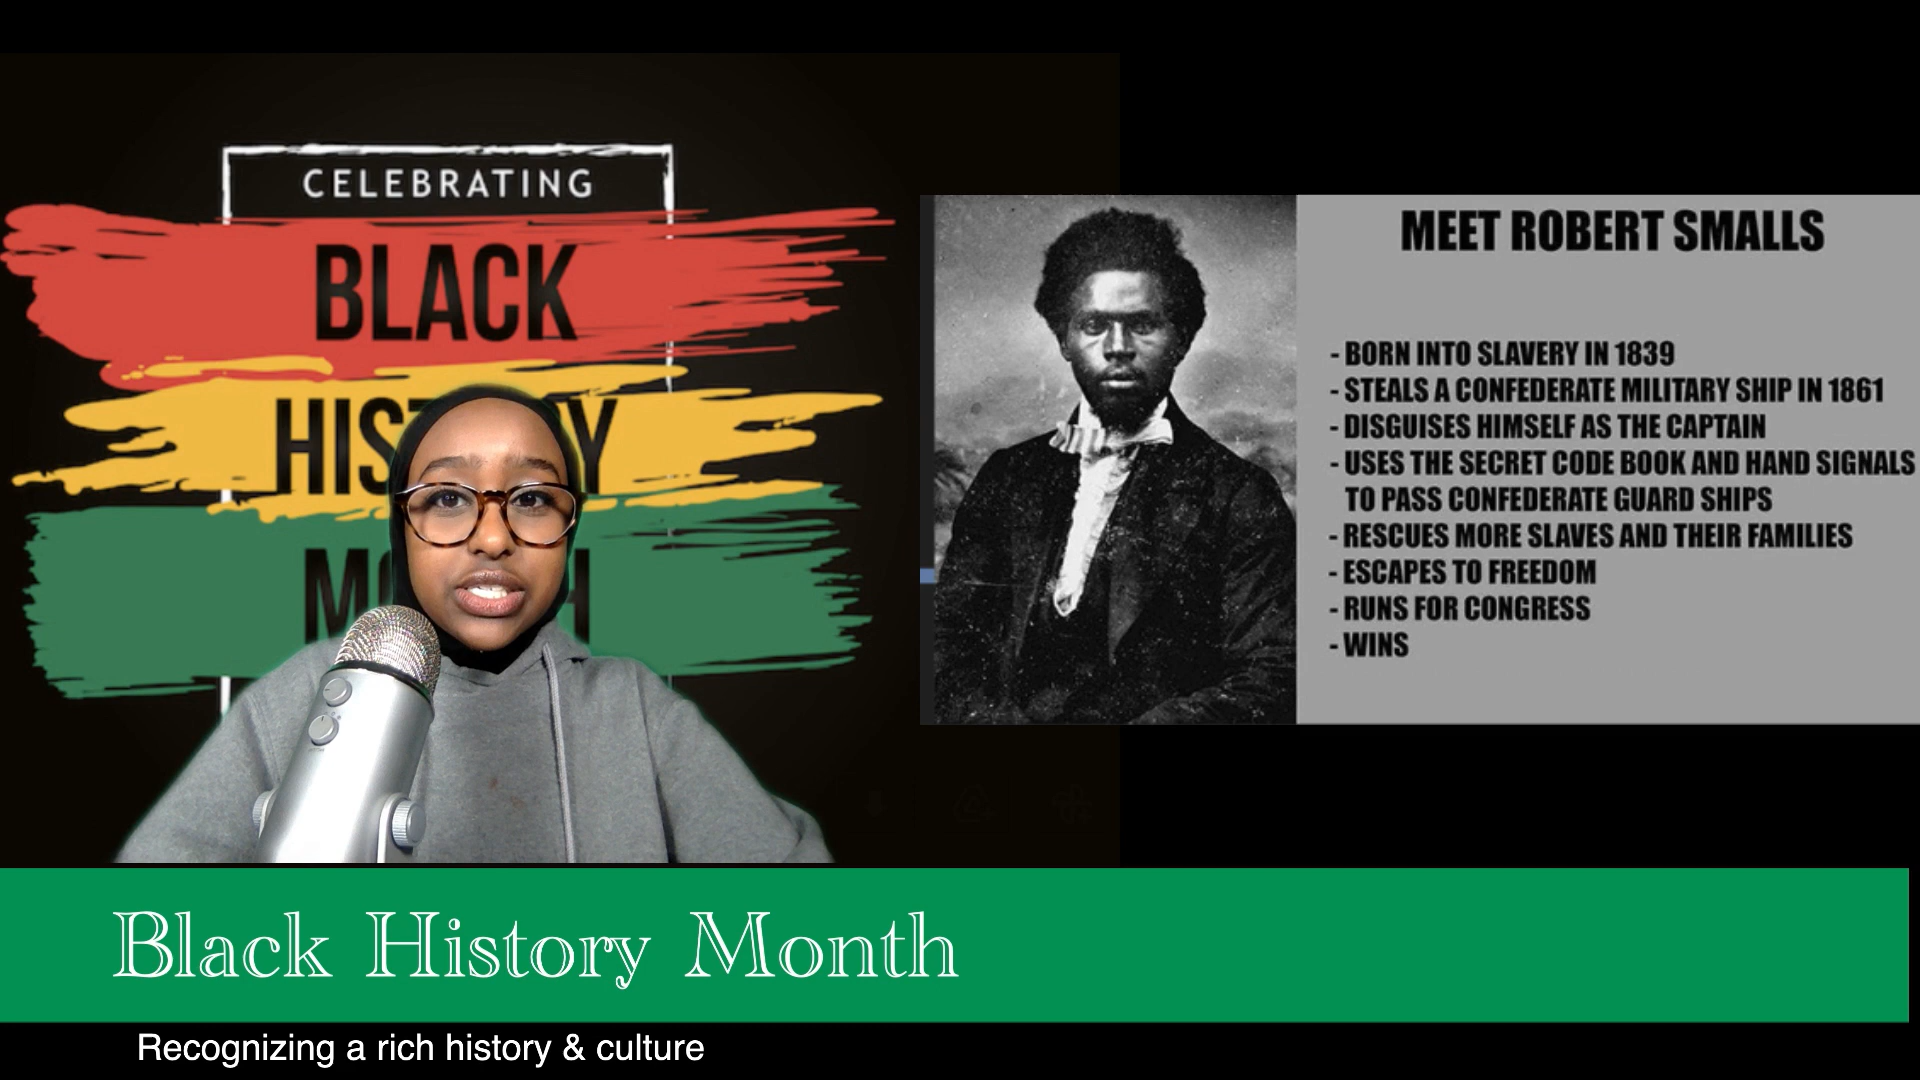 CELEBRATING
BLACK
HISTORY
MONTH
MEET ROBERT SMALLS
- BORN INTO SLAVERY IN 1839
- STEALS A CONFEDERATE MILITARY SHIP IN 1861
- DISGUISES HIMSELF AS THE CAPTAIN
- USES THE SECRET CODE BOOK AND HAND SIGNALS
TO PASS CONFEDERATE GUARD SHIPS
- RESCUES MORE SLAVES AND THEIR FAMILIES
- ESCAPES TO FREEDOM
- RUNS FOR CONGRESS
- WINS
Black History Month
Recognizing a rich history & culture